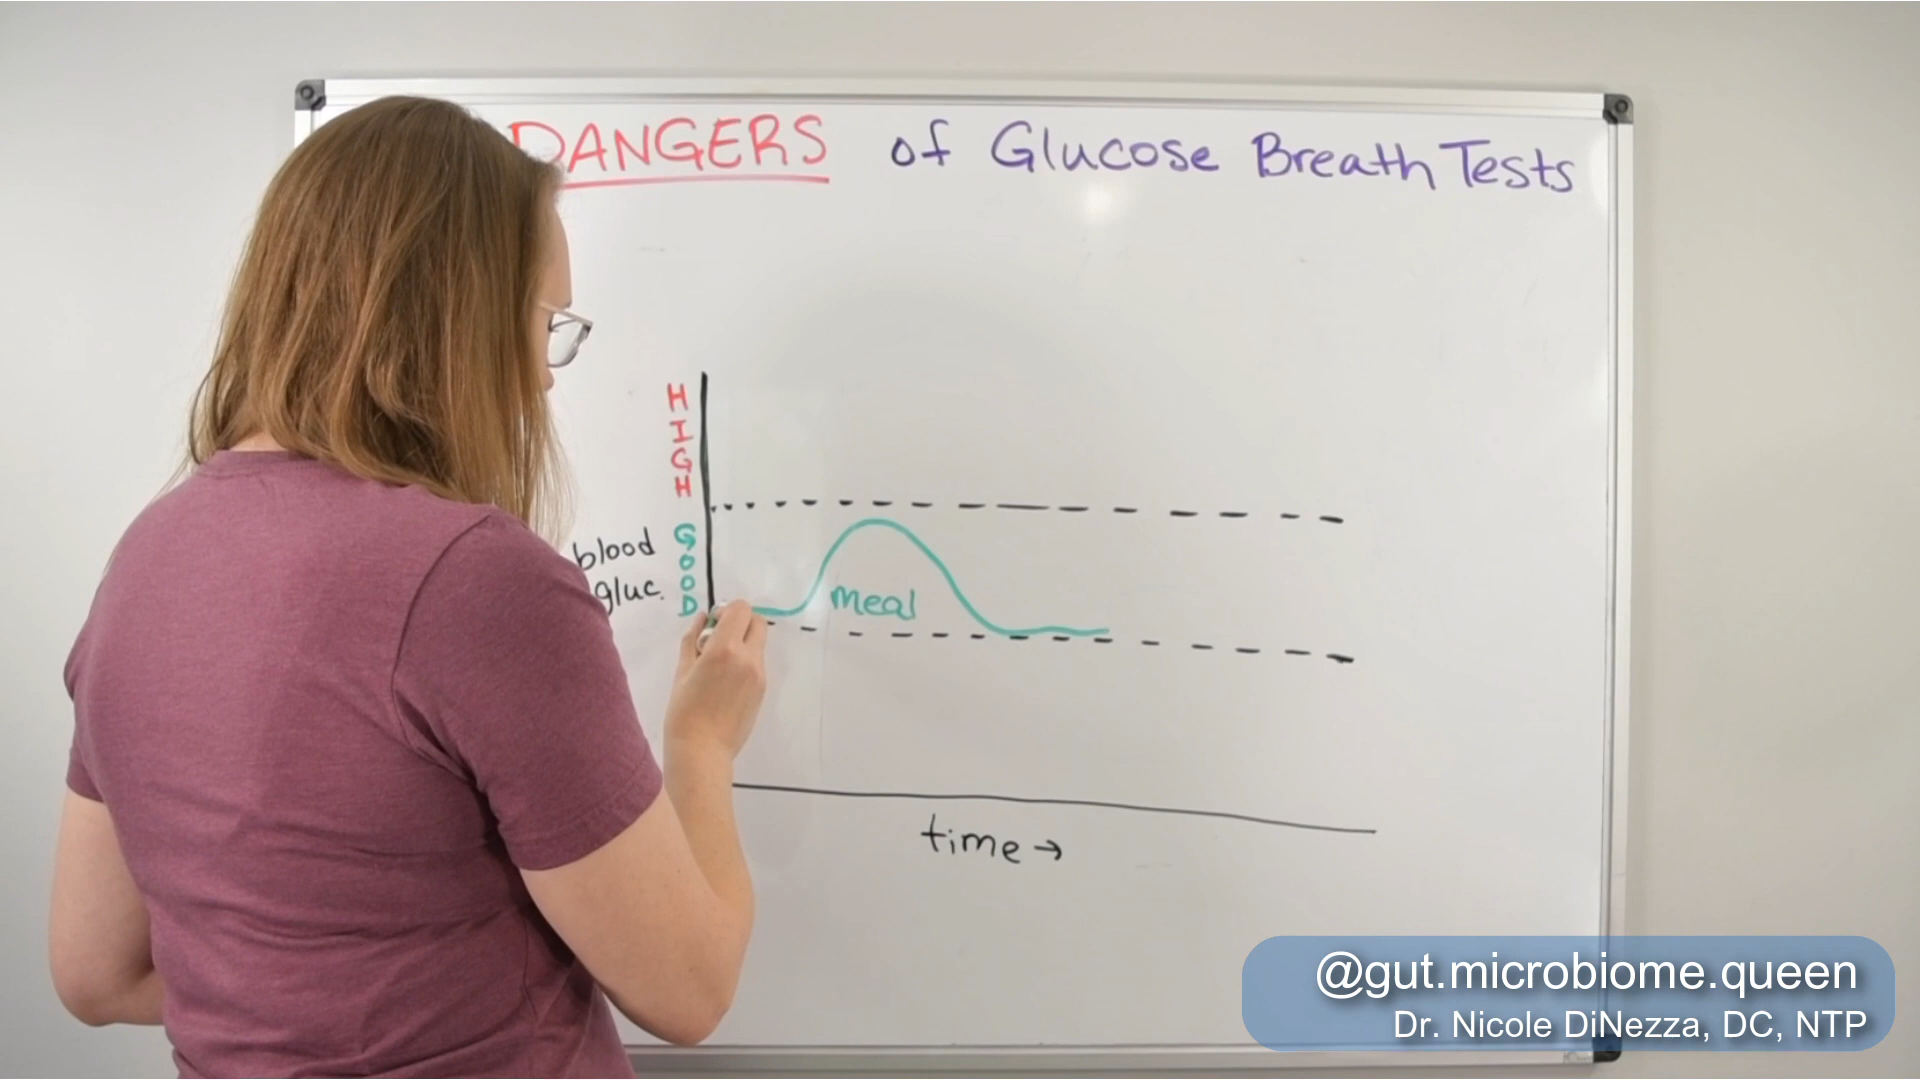 DANGERS of Glucose Breath Tests
HIGH
GOOD
blood
gluc.
meal
time →
@gut.microbiome.queen
Dr. Nicole DiNezza, DC, NTP